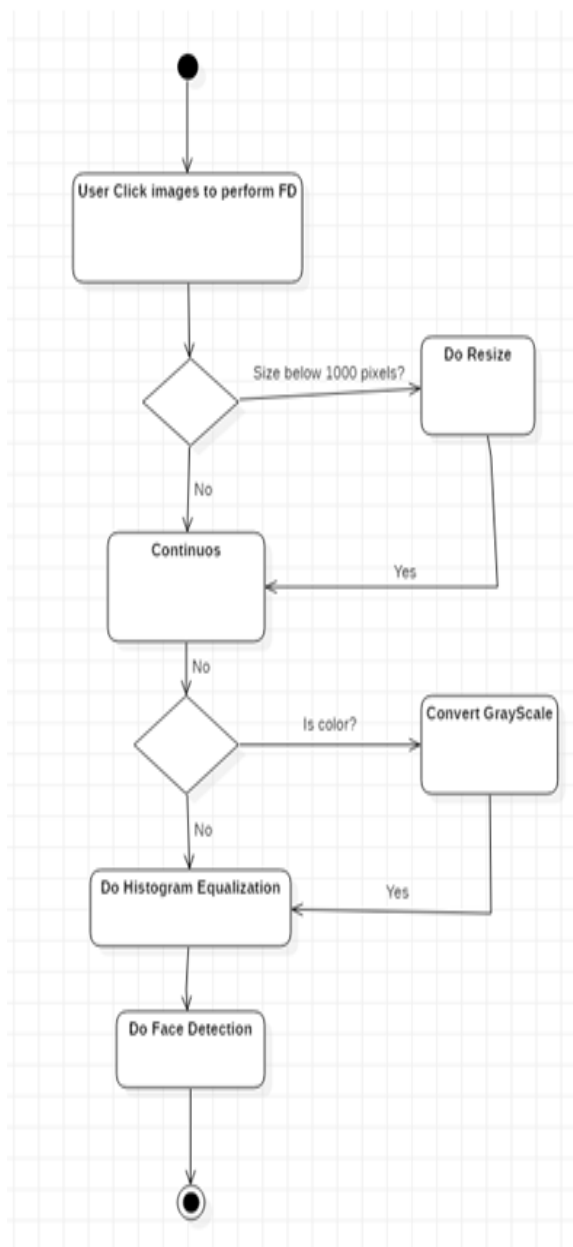 User Click images to perform FD
Size below 1000 pixels?
Do Resize
No
Continuos
Yes
No
Is color?
Convert GrayScale
No
Do Histogram Equalization
Yes
Do Face Detection